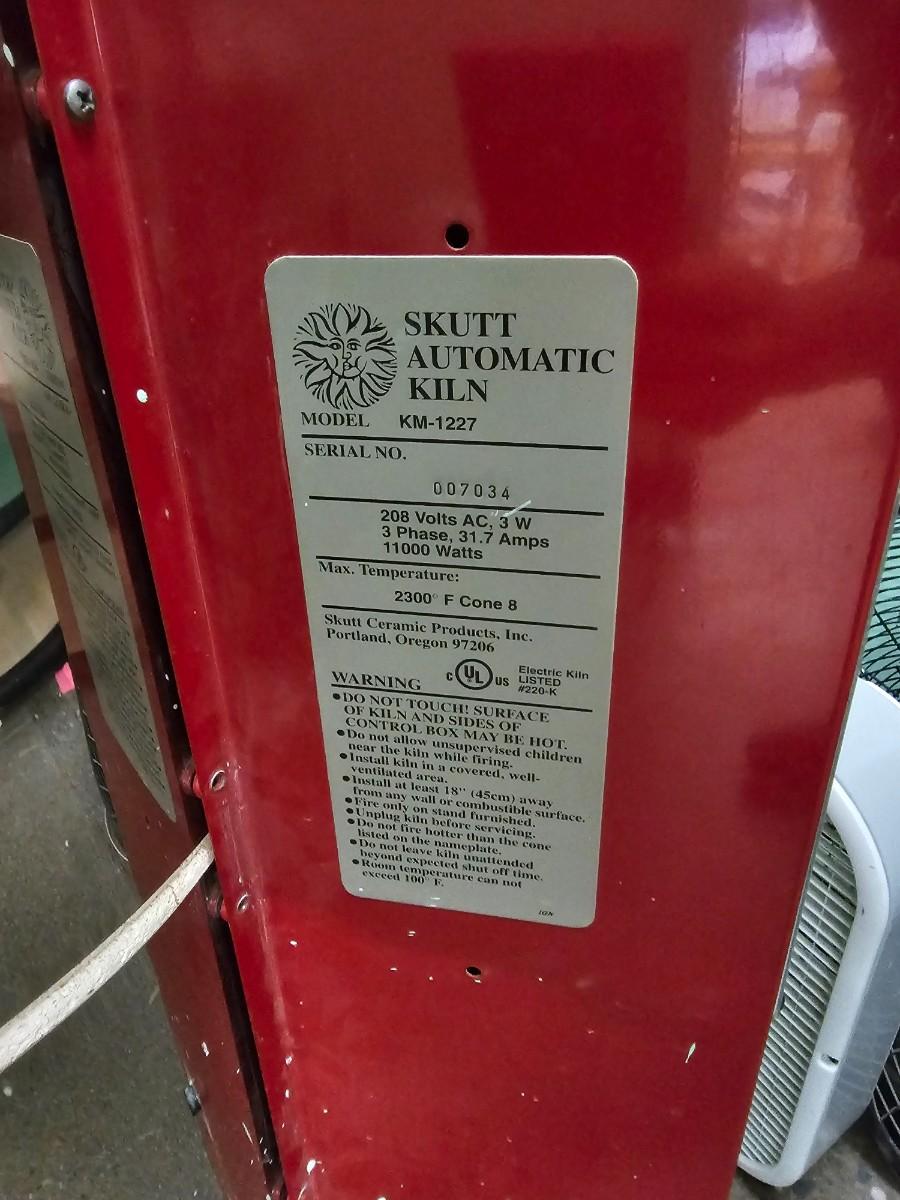 SKUTT
AUTOMATIC
KILN
MODEL KM-1227
SERIAL NO.
007034
208 Volts AC, 3 W
3 Phase, 31.7 Amps
11000 Watts
Max. Temperature:
2300° F Cone 8
Skutt Ceramic Products, Inc.
Portland, Oregon 97206
WARNING
C UL US
Electric Kiln
LISTED
#220-K
•DO NOT TOUCH! SURFACE
OF KILN AND SIDES OF
CONTROL BOX MAY BE HOT.
•Do not allow unsupervised children
near the kiln while firing.
•Install kiln in a covered, well-
ventilated area.
•Install at least 18" (45cm) away
from any wall or combustible surface.
•Fire only on stand furnished.
•Unplug kiln before servicing.
•Do not fire hotter than the cone
listed on the nameplate.
•Do not leave kiln unattended
beyond expected shut off time.
•Room temperature can not
exceed 100° F.